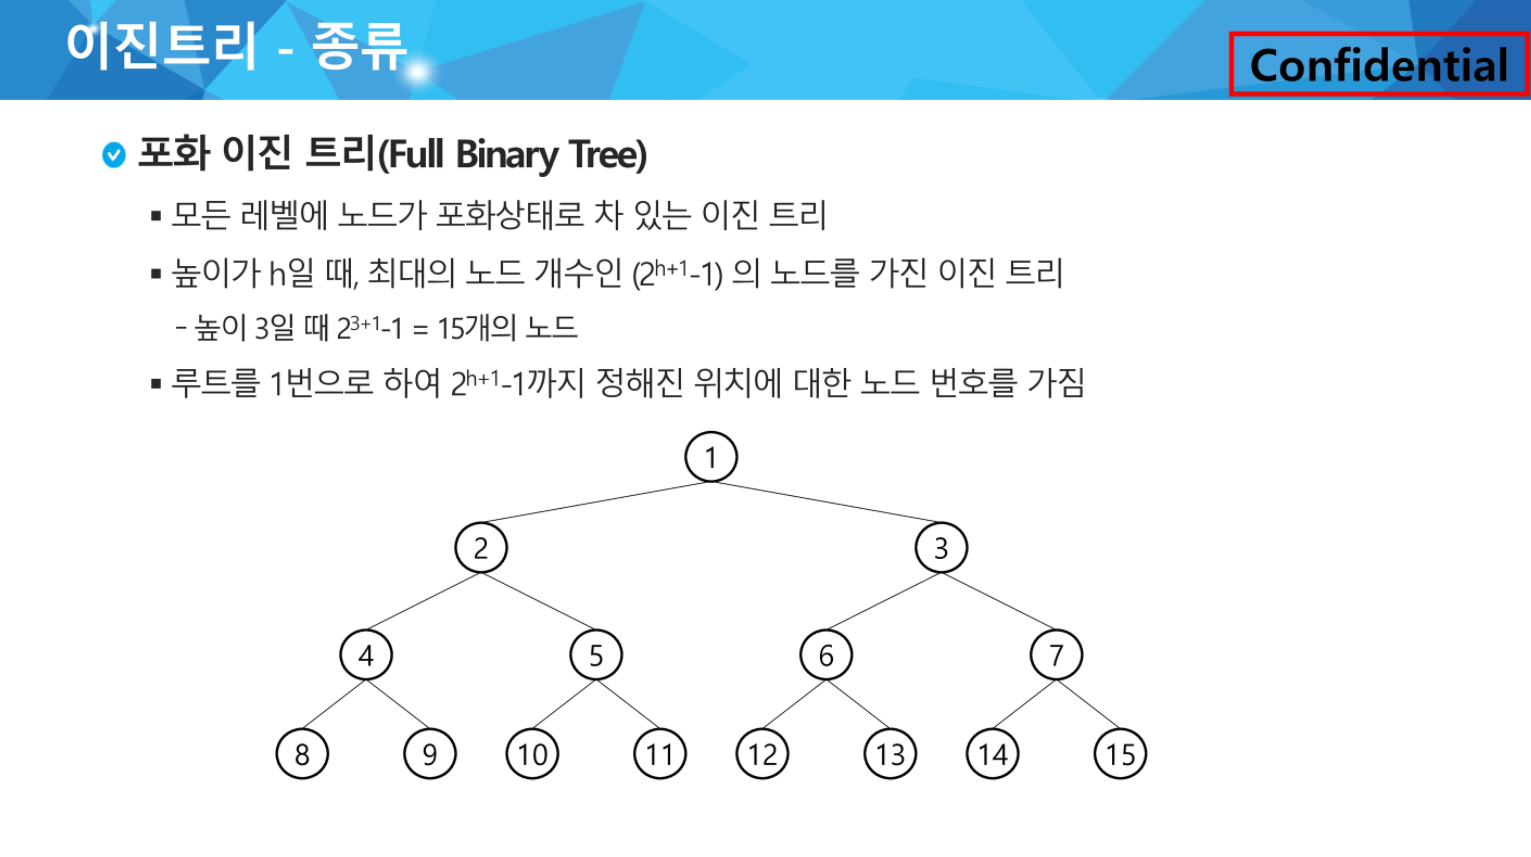 이진트리 - 종류
Confidential
포화 이진 트리(Full Binary Tree)
▪ 모든 레벨에 노드가 포화상태로 차 있는 이진 트리
▪ 높이가 h일 때, 최대의 노드 개수인 (2ʰ⁺¹-1) 의 노드를 가진 이진 트리
- 높이 3일 때 2³⁺¹-1 = 15개의 노드
▪ 루트를 1번으로 하여 2ʰ⁺¹-1까지 정해진 위치에 대한 노드 번호를 가짐
1
2 3
4 5 6 7
8 9 10 11 12 13 14 15